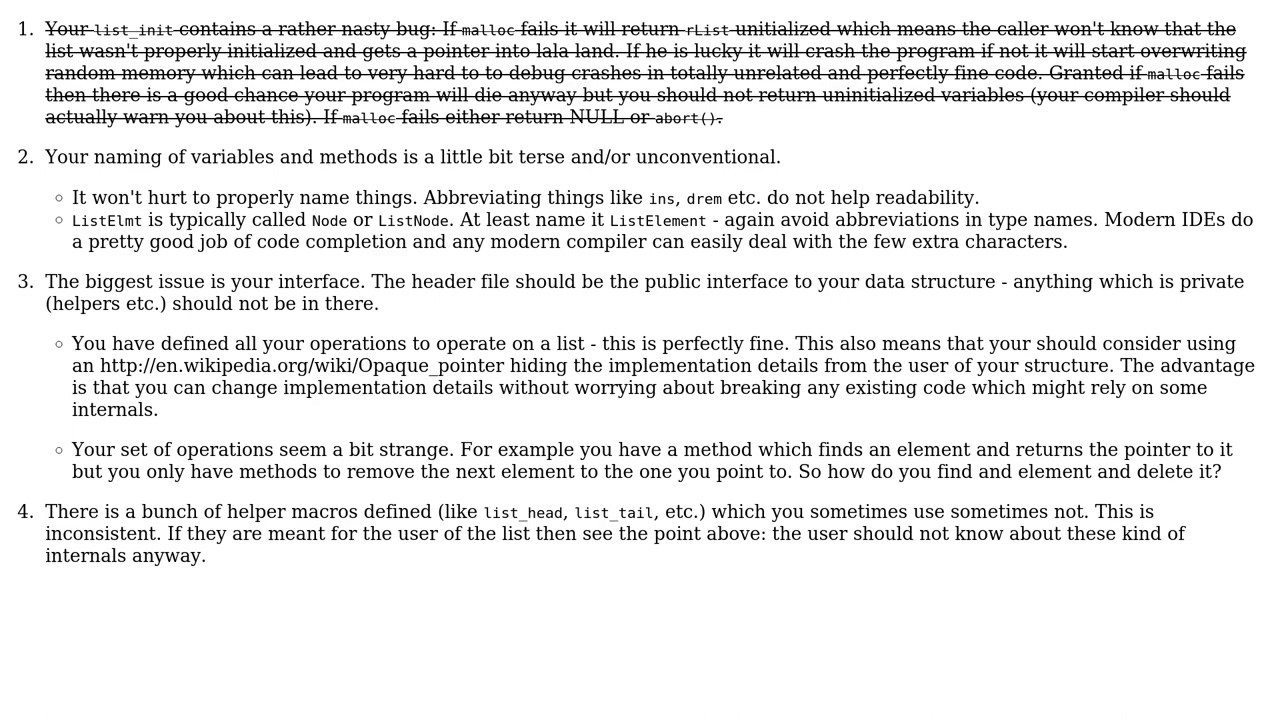 1. Your list_init contains a rather nasty bug: If malloc fails it will return rList unitialized which means the caller won't know that the
list wasn't properly initialized and gets a pointer into lala land. If he is lucky it will crash the program if not it will start overwriting
random memory which can lead to very hard to to debug crashes in totally unrelated and perfectly fine code. Granted if malloc fails
then there is a good chance your program will die anyway but you should not return uninitialized variables (your compiler should
actually warn you about this). If malloc fails either return NULL or abort().
2. Your naming of variables and methods is a little bit terse and/or unconventional.
○ It won't hurt to properly name things. Abbreviating things like ins, drem etc. do not help readability.
○ ListElmt is typically called Node or ListNode. At least name it ListElement - again avoid abbreviations in type names. Modern IDEs do
a pretty good job of code completion and any modern compiler can easily deal with the few extra characters.
3. The biggest issue is your interface. The header file should be the public interface to your data structure - anything which is private
(helpers etc.) should not be in there.
○ You have defined all your operations to operate on a list - this is perfectly fine. This also means that your should consider using
an http://en.wikipedia.org/wiki/Opaque_pointer hiding the implementation details from the user of your structure. The advantage
is that you can change implementation details without worrying about breaking any existing code which might rely on some
internals.
○ Your set of operations seem a bit strange. For example you have a method which finds an element and returns the pointer to it
but you only have methods to remove the next element to the one you point to. So how do you find and element and delete it?
4. There is a bunch of helper macros defined (like list_head, list_tail, etc.) which you sometimes use sometimes not. This is
inconsistent. If they are meant for the user of the list then see the point above: the user should not know about these kind of
internals anyway.